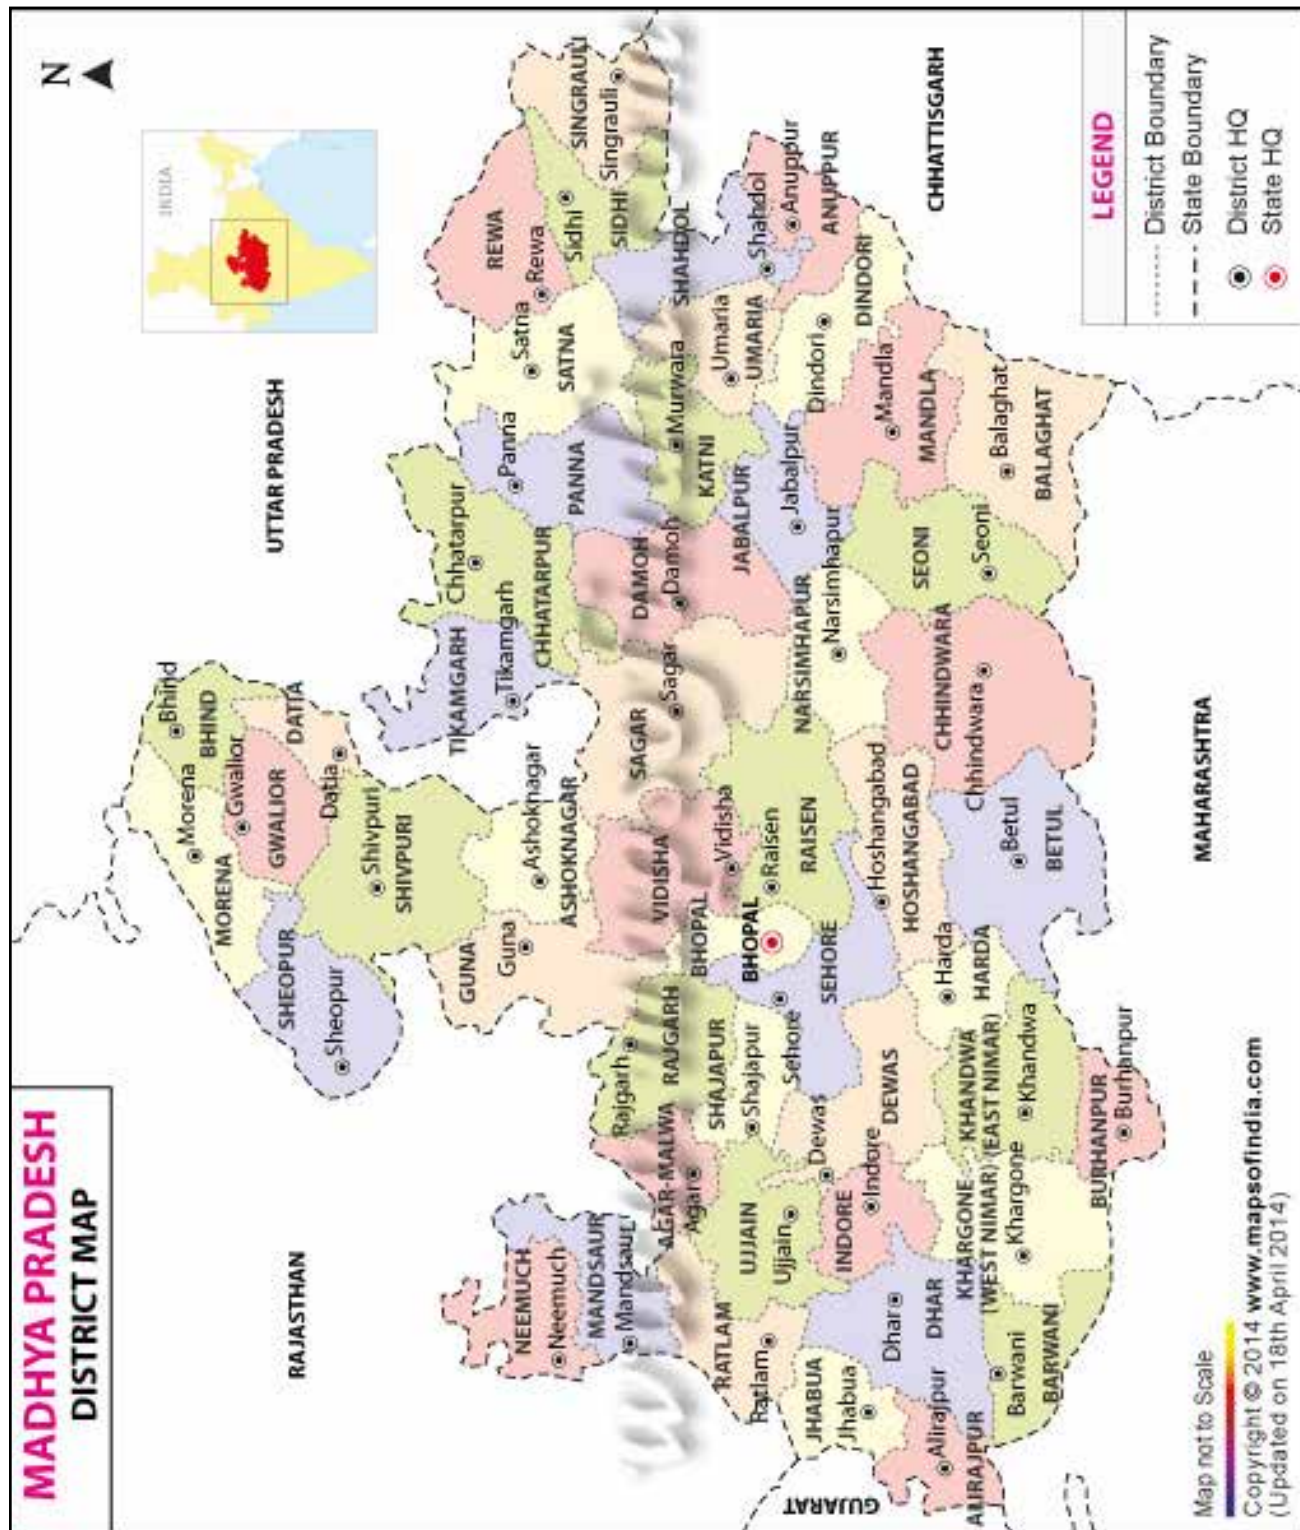 MADHYA PRADESH
DISTRICT MAP
N
INDIA
RAJASTHAN
UTTAR PRADESH
CHHATTISGARH
MAHARASHTRA
GUJARAT
Bhind
BHIND
Morena
MORENA
Gwalior
GWALIOR
DATIA
Datia
SHEOPUR
Sheopur
Shivpuri
SHIVPURI
TIKAMGARH
Tikamgarh
Chhatarpur
CHHATARPUR
Panna
PANNA
Satna
SATNA
REWA
Rewa
Sidhi
SIDHI
SINGRAULI
Singrauli
GUNA
Guna
Ashoknagar
ASHOKNAGAR
NEEMUCH
Neemuch
MANDSAUR
Mandsaur
Rajgarh
RAJGARH
AGAR-MALWA
Agar
SHAJAPUR
Shajapur
VIDISHA
Vidisha
SAGAR
Sagar
DAMOH
Damoh
Murwara
KATNI
SHAHDOL
Shahdol
Umaria
UMARIA
Anuppur
ANUPPUR
RATLAM
Ratlam
UJJAIN
Ujjain
BHOPAL
BHOPAL
Raisen
RAISEN
Sehore
SEHORE
JABALPUR
Jabalpur
Dindori
DINDORI
JHABUA
Jhabua
INDORE
Indore
Dewas
DEWAS
Hoshangabad
HOSHANGABAD
NARSIMHAPUR
Narsimhapur
Mandla
MANDLA
Dhar
DHAR
Alirajpur
ALIRAJPUR
Harda
HARDA
CHHINDWARA
Chhindwara
SEONI
Seoni
Balaghat
BALAGHAT
Barwani
BARWANI
KHARGONE
(WEST NIMAR)
Khargone
KHANDWA
(EAST NIMAR)
Khandwa
Betul
BETUL
BURHANPUR
Burhanpur
LEGEND
District Boundary
State Boundary
District HQ
State HQ
Map not to Scale
Copyright © 2014 www.mapsofindia.com
(Updated on 18th April 2014)